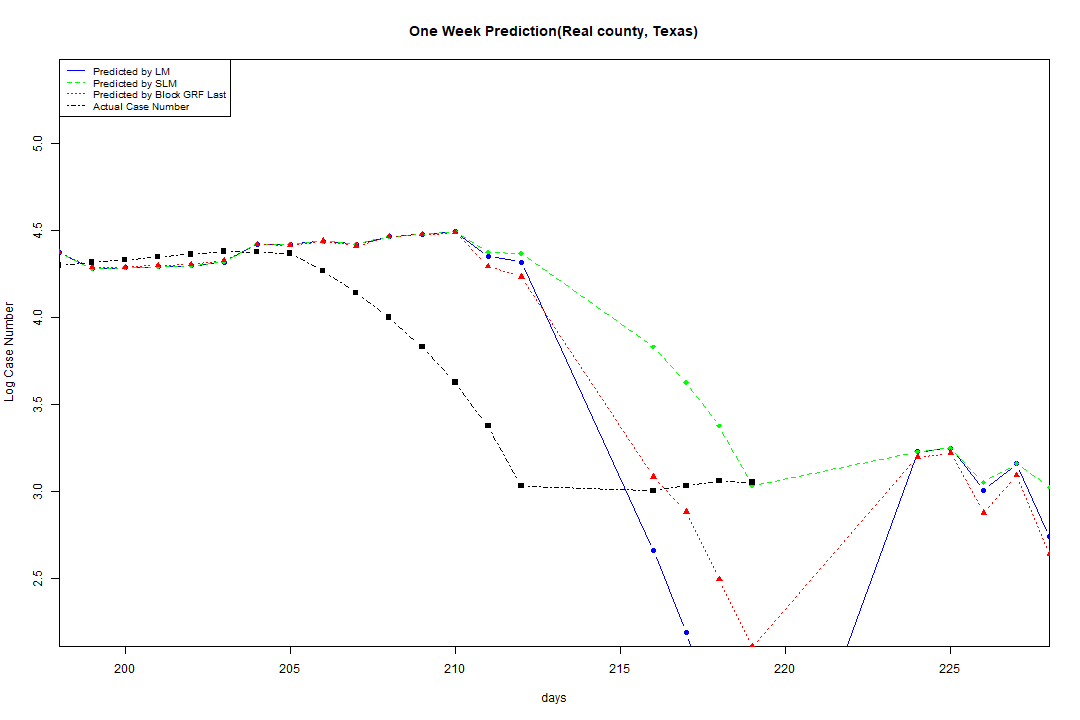 One Week Prediction(Real county, Texas)
Predicted by LM
Predicted by SLM
Predicted by Block GRF Last
Actual Case Number
5.0
4.5
4.0
3.5
3.0
2.5
Log Case Number
200 205 210 215 220 225
days